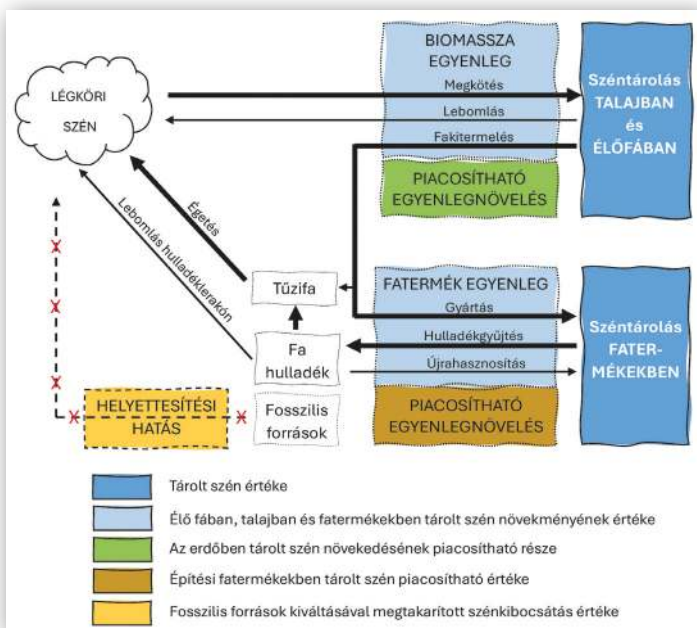 LÉGKÖRI
SZÉN
BIOMASSZA
EGYENLEG
Megkötés
Lebomlás
Fakitermelés
PIACOSÍTHATÓ
EGYENLEGNÖVELÉS
Széntárolás
TALAJBAN
és
ÉLŐFÁBAN
Égetés
Lebomlás hulladéklerakón
Tűzifa
Fa
hulladék
Fosszilis
források
HELYETTESÍTÉSI
HATÁS
FATERMÉK EGYENLEG
Gyártás
Hulladékgyűjtés
Újrahasznosítás
PIACOSÍTHATÓ
EGYENLEGNÖVELÉS
Széntárolás
FATER-
MÉKEKBEN
Tárolt szén értéke
Élő fában, talajban és fatermékekben tárolt szén növekményének értéke
Az erdőben tárolt szén növekedésének piacosítható része
Építési fatermékekben tárolt szén piacosítható értéke
Fosszilis források kiváltásával megtakarított szénkibocsátás értéke